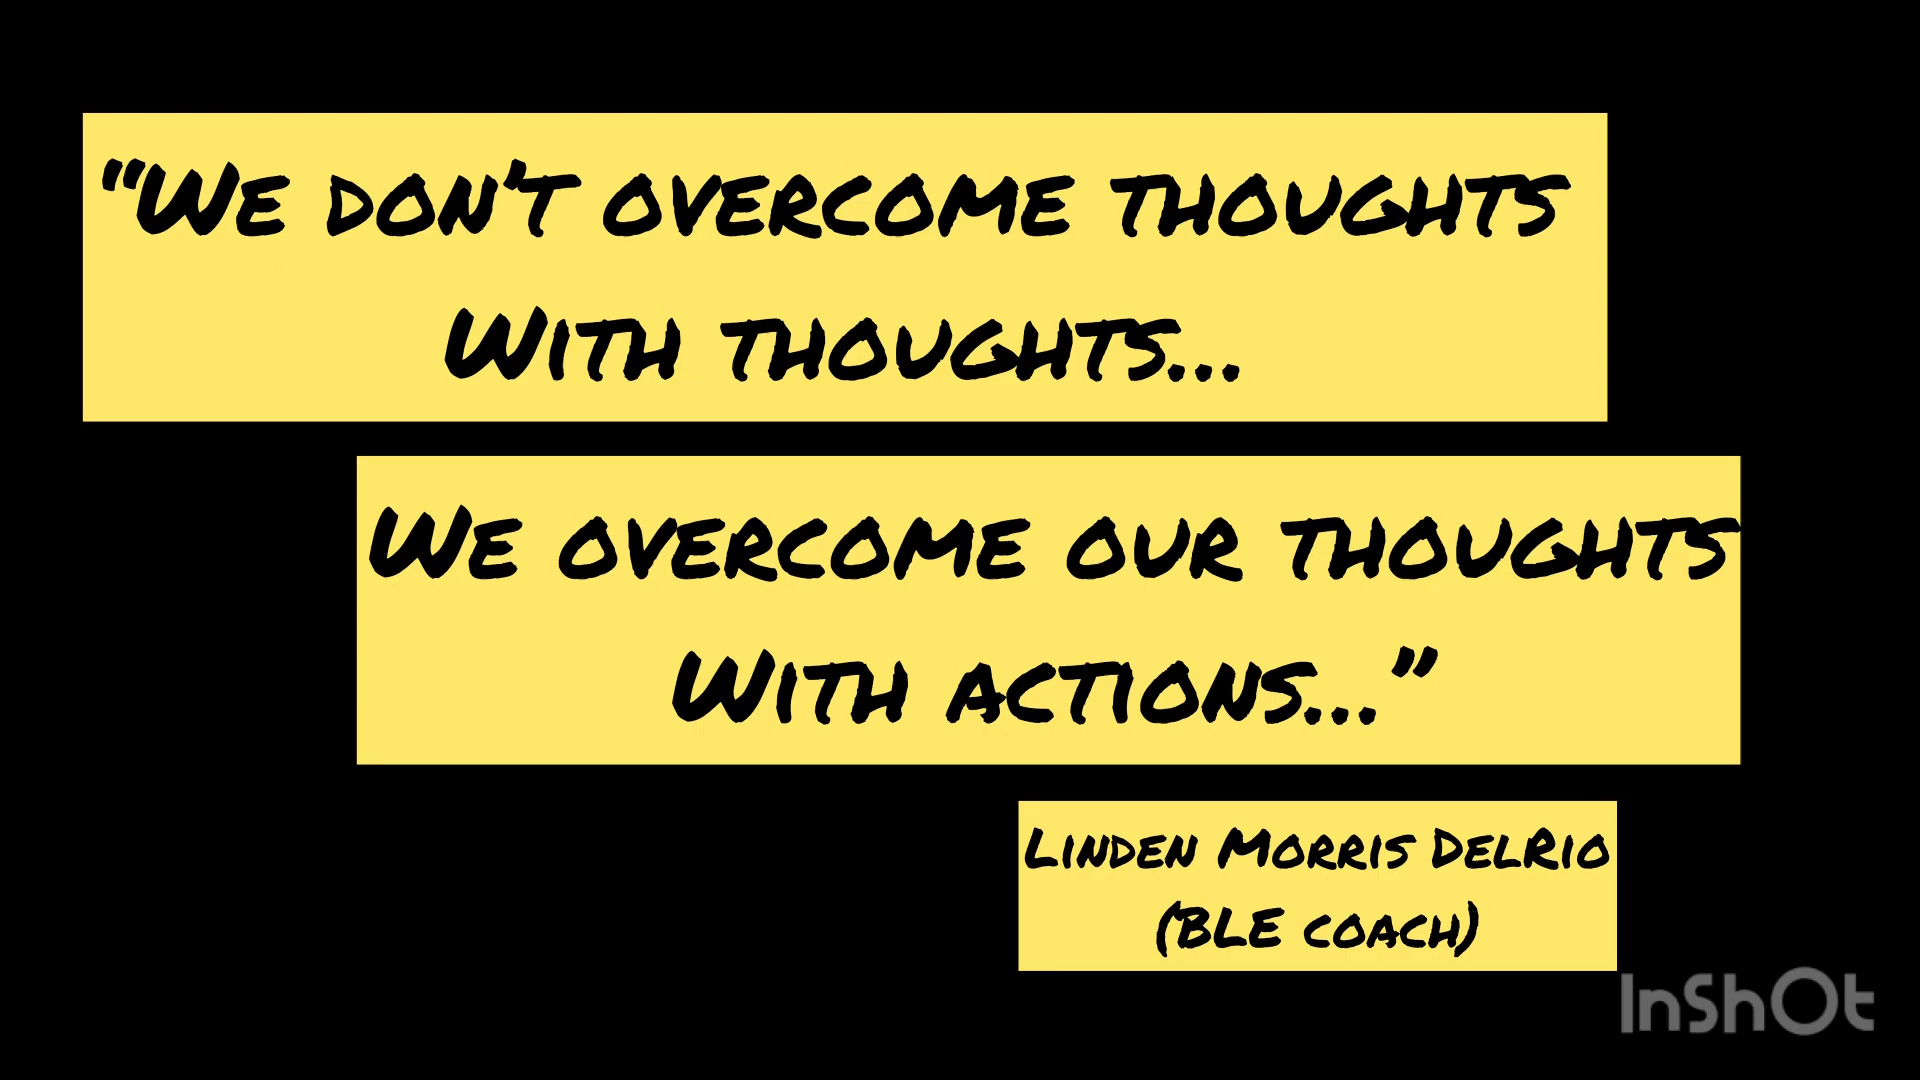 “We don’t overcome thoughts
With thoughts...
We overcome our thoughts
With actions...”
Linden Morris DelRio
(BLE coach)
InShOt